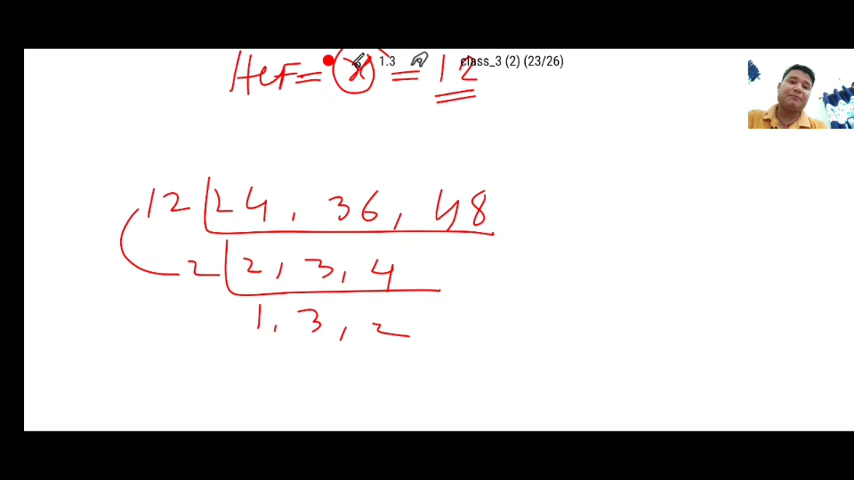 1.3 class_3 (2) (23/26)
HCF = x = 12
12 24, 36, 48
2 2, 3, 4
1, 3, 2